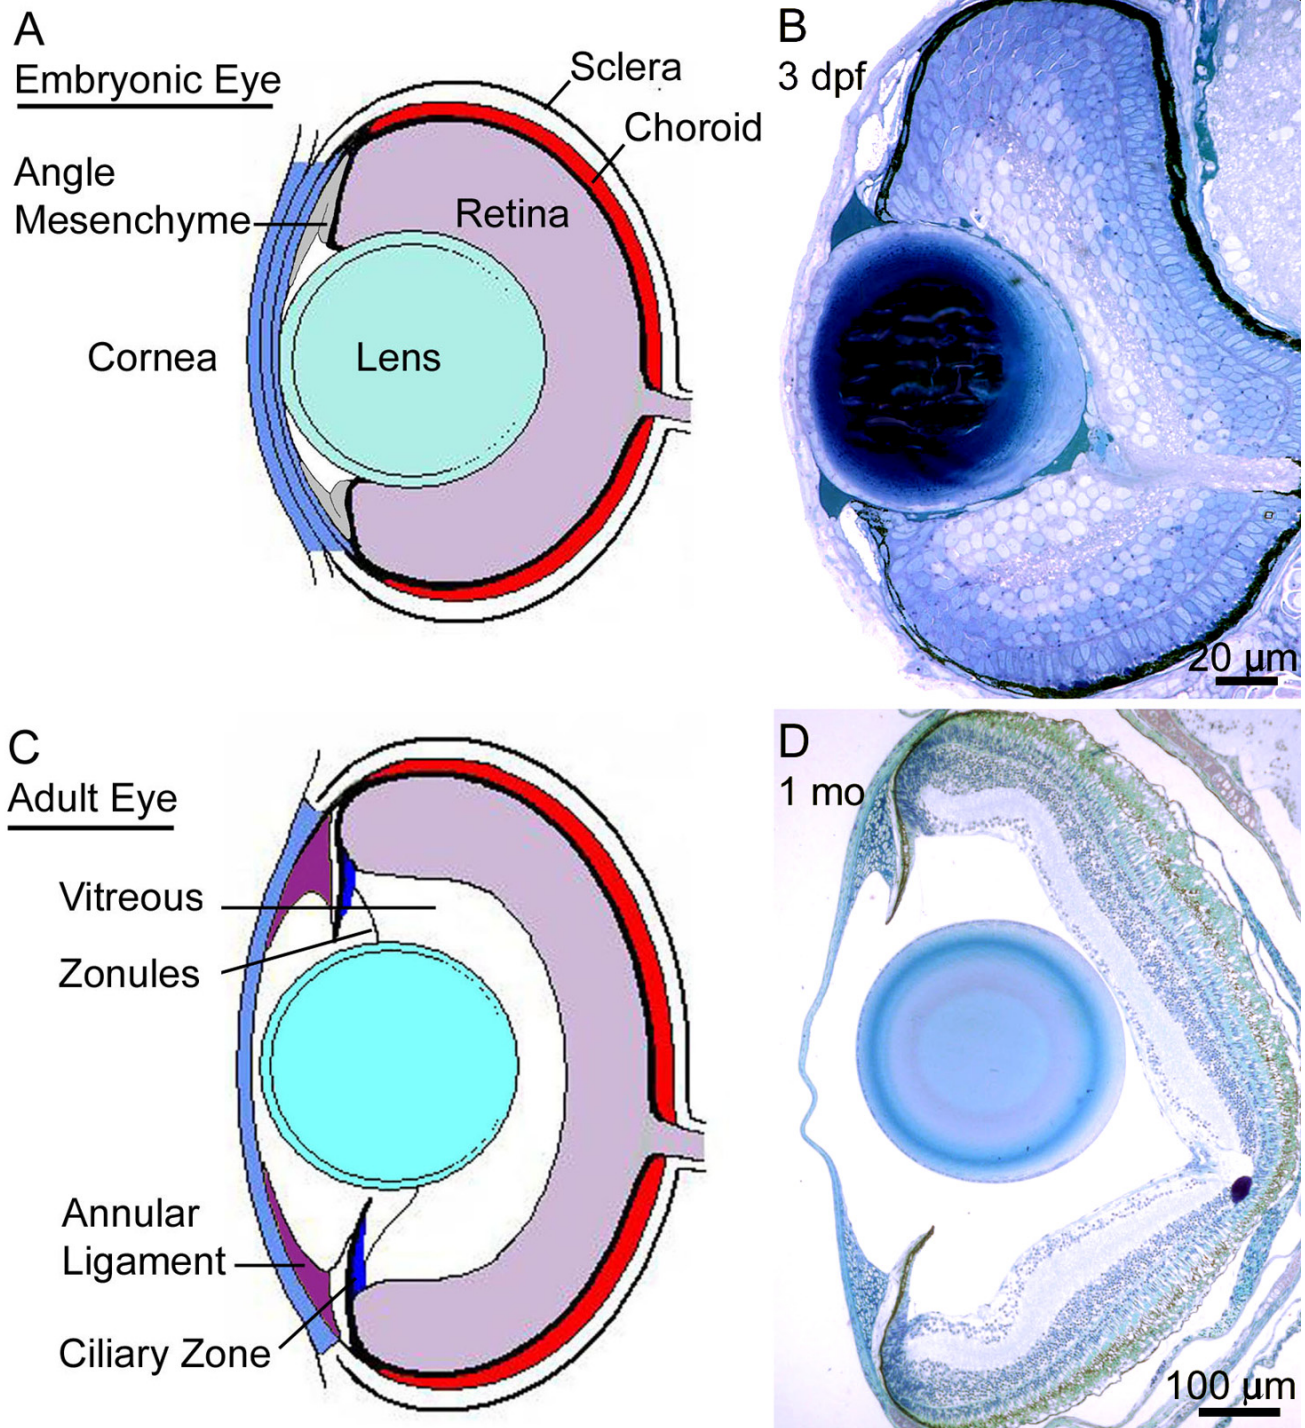 A
Embryonic Eye
Sclera
Choroid
Angle
Mesenchyme
Retina
Cornea
Lens
B
3 dpf
20 µm
C
Adult Eye
Vitreous
Zonules
Annular
Ligament
Ciliary Zone
D
1 mo
100 µm